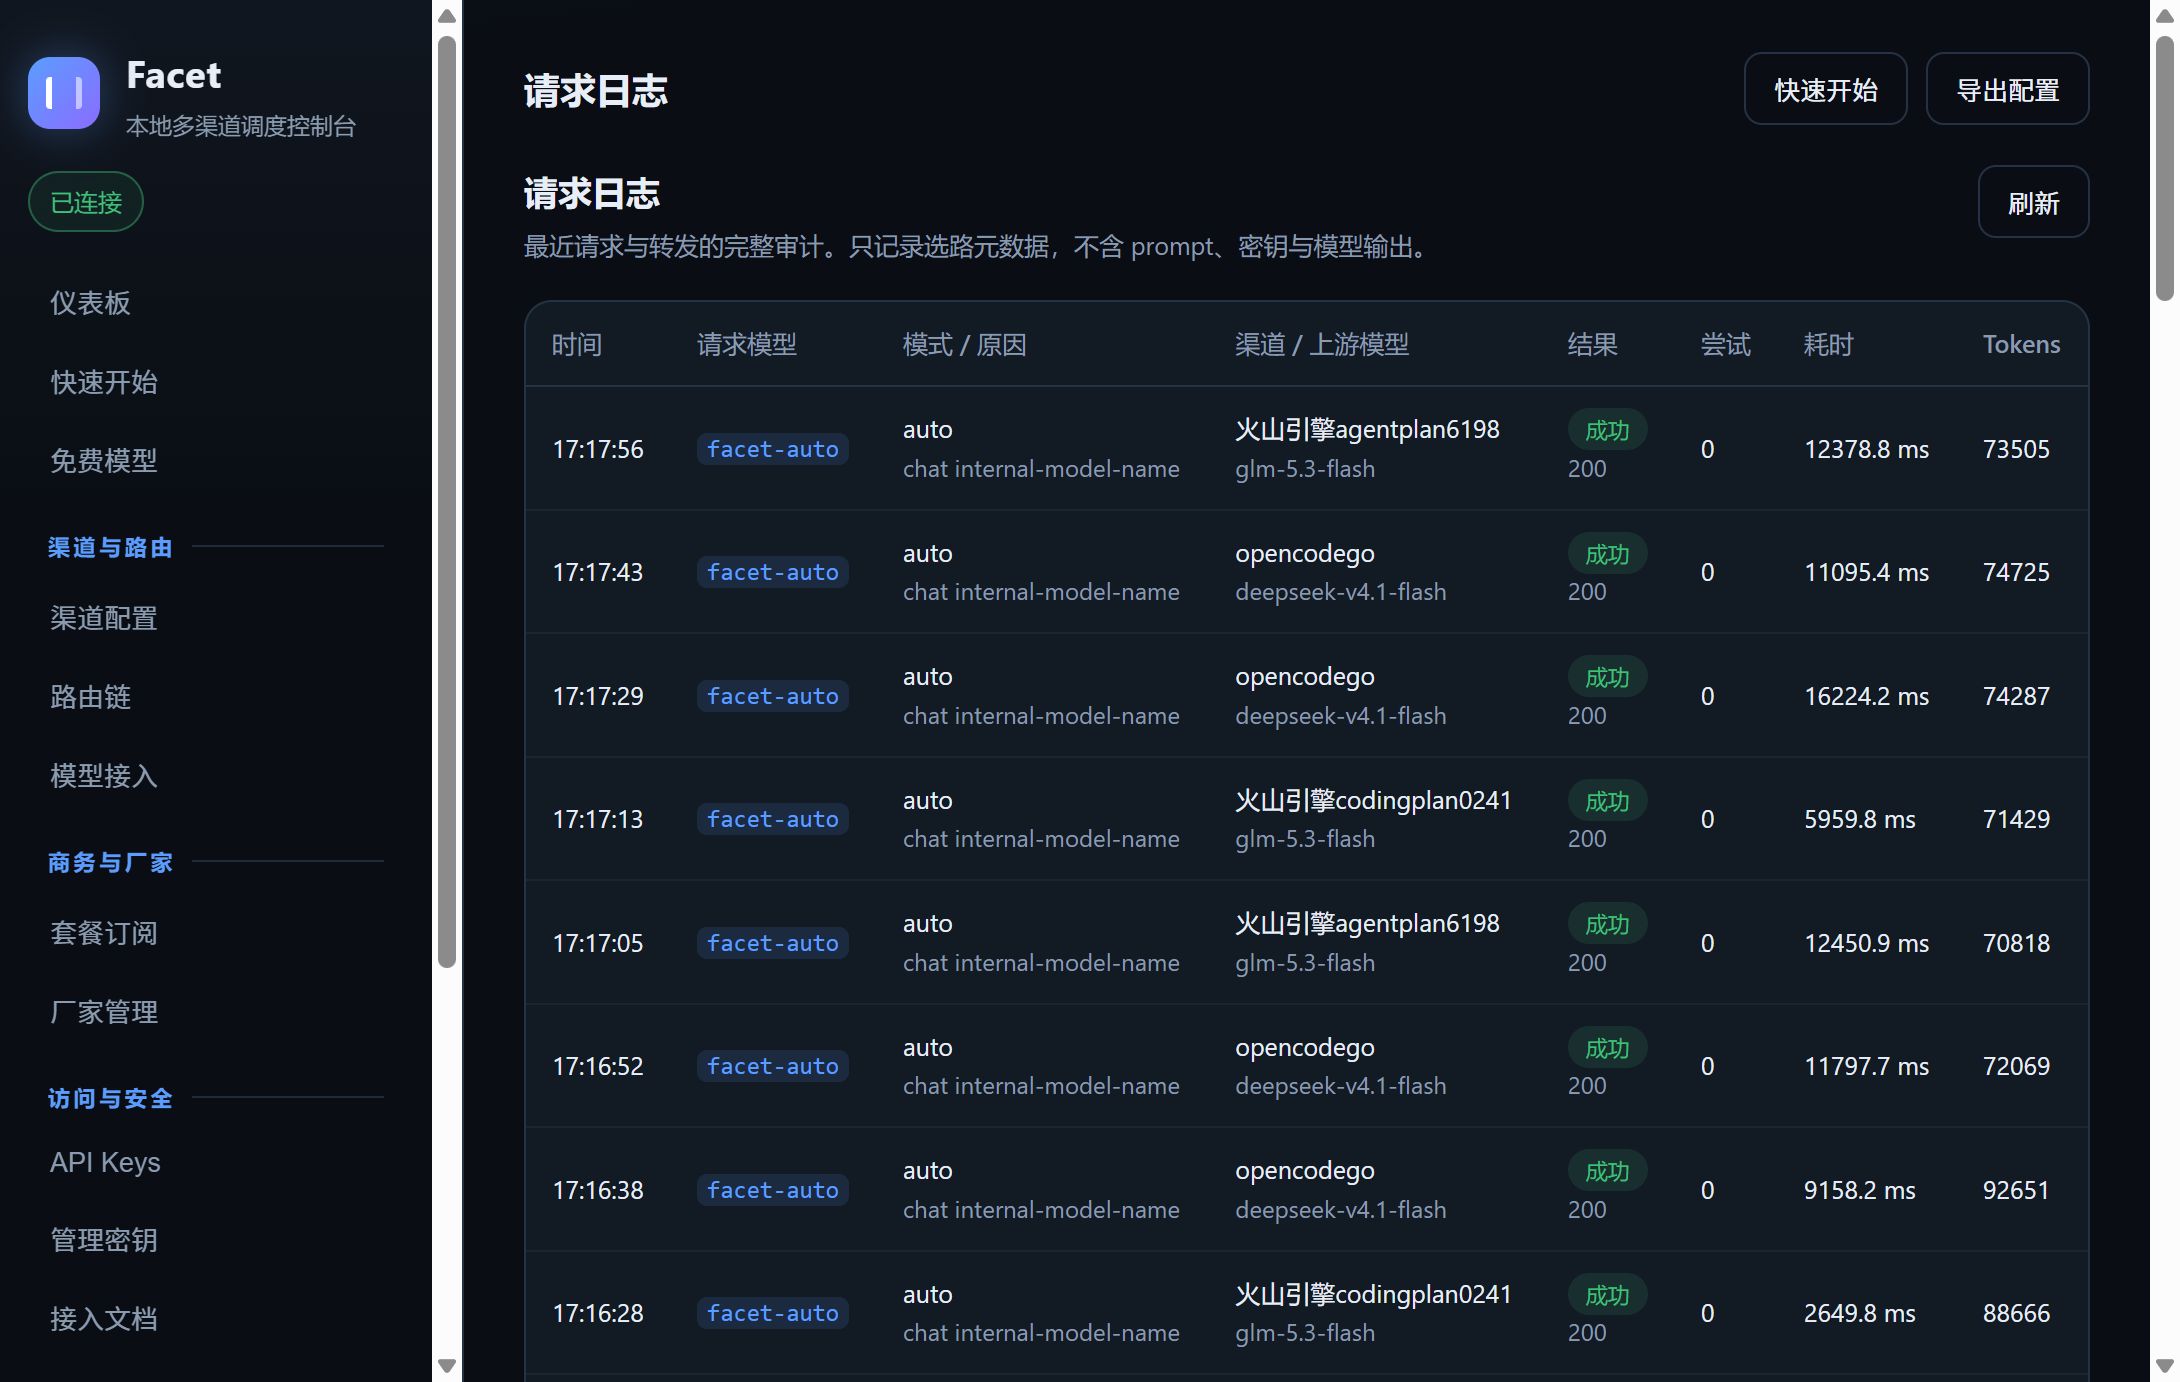 Facet
本地多渠道调度控制台
已连接
仪表板
快速开始
免费模型
渠道与路由
渠道配置
路由链
模型接入
商务与厂家
套餐订阅
厂家管理
访问与安全
API Keys
管理密钥
接入文档
请求日志
快速开始
导出配置
请求日志
刷新
最近请求与转发的完整审计。只记录选路元数据，不含 prompt、密钥与模型输出。
时间 请求模型 模式 / 原因 渠道 / 上游模型 结果 尝试 耗时 Tokens
17:17:56 facet-auto auto 火山引擎agentplan6198 成功 0 12378.8 ms 73505
chat internal-model-name glm-5.3-flash 200
17:17:43 facet-auto auto opencodego 成功 0 11095.4 ms 74725
chat internal-model-name deepseek-v4.1-flash 200
17:17:29 facet-auto auto opencodego 成功 0 16224.2 ms 74287
chat internal-model-name deepseek-v4.1-flash 200
17:17:13 facet-auto auto 火山引擎codingplan0241 成功 0 5959.8 ms 71429
chat internal-model-name glm-5.3-flash 200
17:17:05 facet-auto auto 火山引擎agentplan6198 成功 0 12450.9 ms 70818
chat internal-model-name glm-5.3-flash 200
17:16:52 facet-auto auto opencodego 成功 0 11797.7 ms 72069
chat internal-model-name deepseek-v4.1-flash 200
17:16:38 facet-auto auto opencodego 成功 0 9158.2 ms 92651
chat internal-model-name deepseek-v4.1-flash 200
17:16:28 facet-auto auto 火山引擎codingplan0241 成功 0 2649.8 ms 88666
chat internal-model-name glm-5.3-flash 200